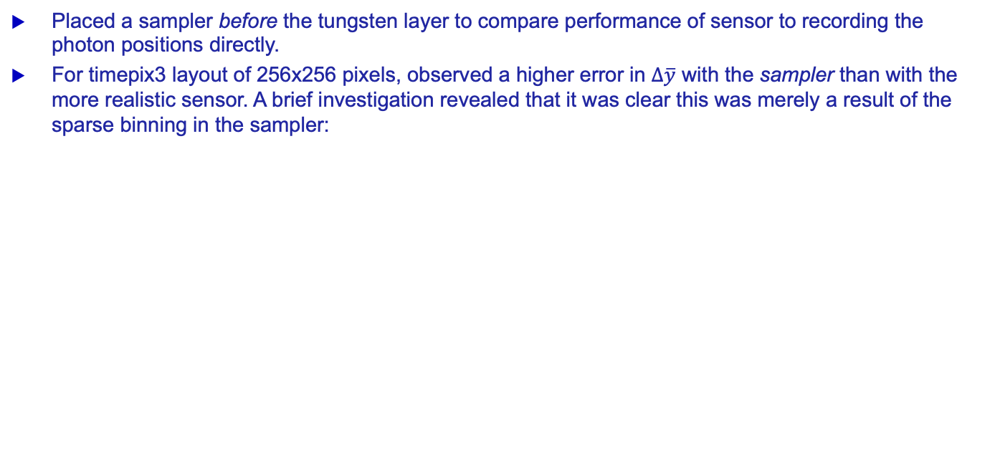 ▶ Placed a sampler before the tungsten layer to compare performance of sensor to recording the
photon positions directly.
▶ For timepix3 layout of 256x256 pixels, observed a higher error in Δȳ with the sampler than with the
more realistic sensor. A brief investigation revealed that it was clear this was merely a result of the
sparse binning in the sampler: